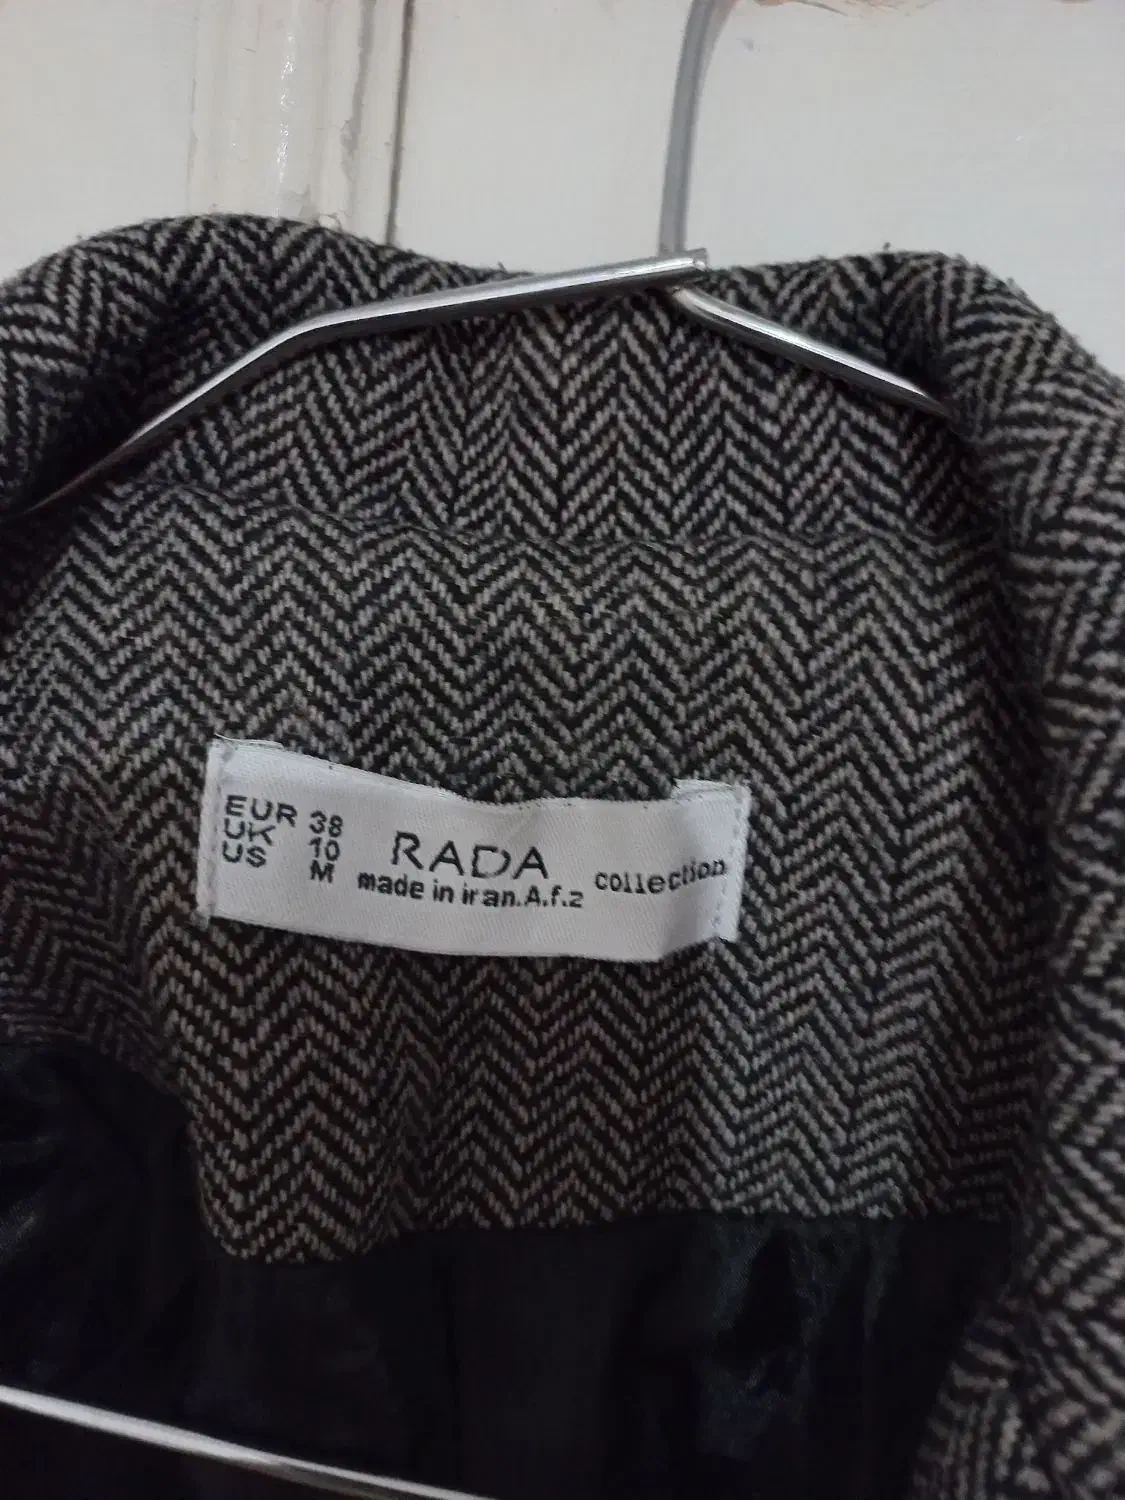 EUR 38
UK 10
US M
RADA
made in iran.A.f.z
collection